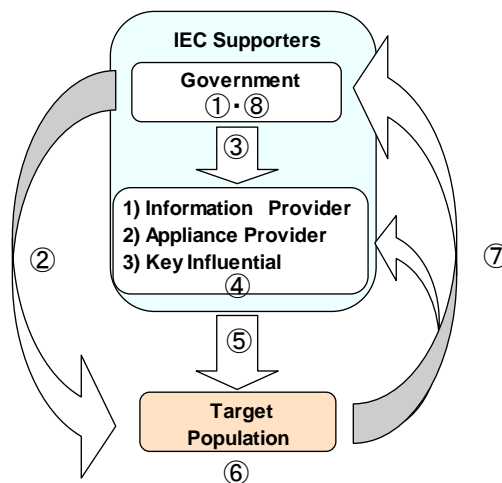 IEC Supporters
Government
①・⑧
③
1) Information Provider
2) Appliance Provider
3) Key Influential
④
②
⑦
⑤
Target
Population
⑥